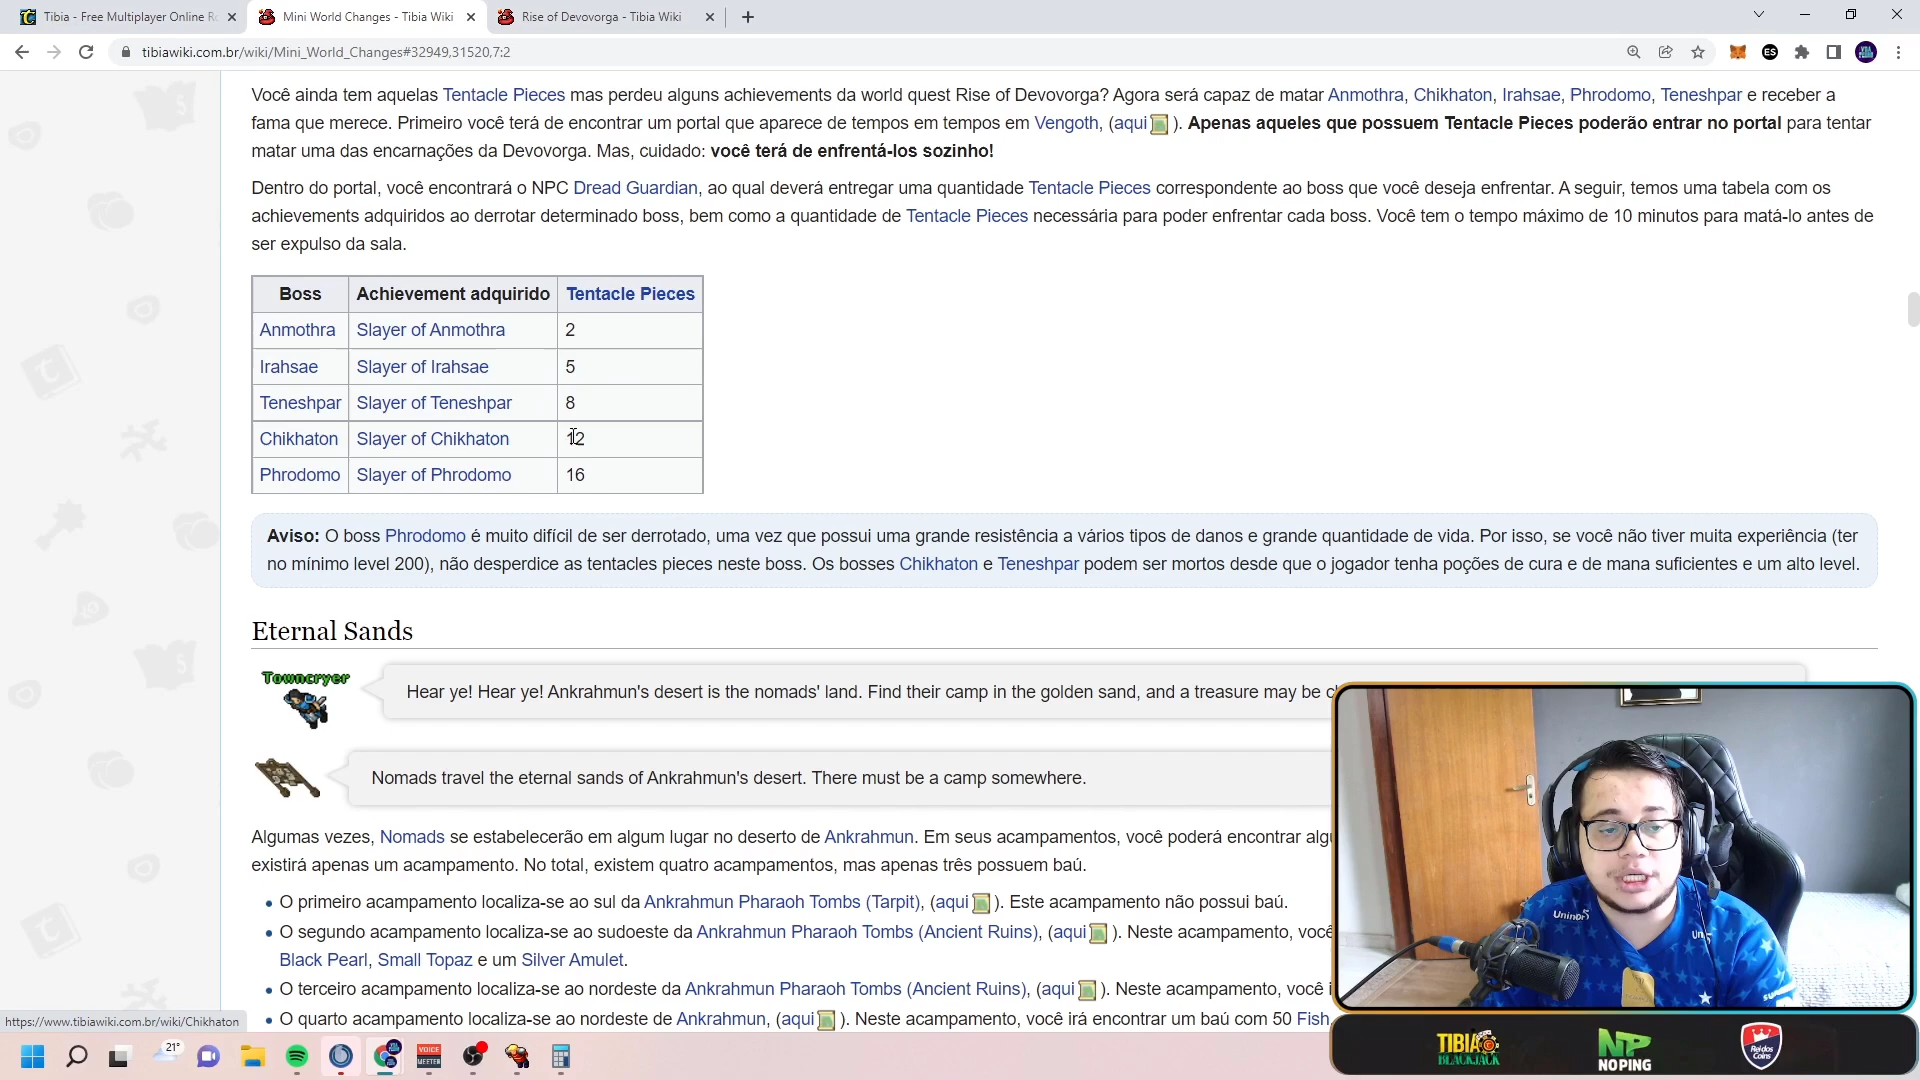 Tibia - Free Multiplayer Online Ro
Mini World Changes - Tibia Wiki
Rise of Devovorga - Tibia Wiki
tibiawiki.com.br/wiki/Mini_World_Changes#32949,31520,7:2
Você ainda tem aquelas Tentacle Pieces mas perdeu alguns achievements da world quest Rise of Devovorga? Agora será capaz de matar Anmothra, Chikhaton, Irahsae, Phrodomo, Teneshpar e receber a
fama que merece. Primeiro você terá de encontrar um portal que aparece de tempos em tempos em Vengoth, (aqui ). Apenas aqueles que possuem Tentacle Pieces poderão entrar no portal para tentar
matar uma das encarnações da Devovorga. Mas, cuidado: você terá de enfrentá-los sozinho!
Dentro do portal, você encontrará o NPC Dread Guardian, ao qual deverá entregar uma quantidade Tentacle Pieces correspondente ao boss que você deseja enfrentar. A seguir, temos uma tabela com os
achievements adquiridos ao derrotar determinado boss, bem como a quantidade de Tentacle Pieces necessária para poder enfrentar cada boss. Você tem o tempo máximo de 10 minutos para matá-lo antes de
ser expulso da sala.
Boss Achievement adquirido Tentacle Pieces
Anmothra Slayer of Anmothra 2
Irahsae Slayer of Irahsae 5
Teneshpar Slayer of Teneshpar 8
Chikhaton Slayer of Chikhaton 12
Phrodomo Slayer of Phrodomo 16
Aviso: O boss Phrodomo é muito difícil de ser derrotado, uma vez que possui uma grande resistência a vários tipos de danos e grande quantidade de vida. Por isso, se você não tiver muita experiência (ter
no mínimo level 200), não desperdice as tentacles pieces neste boss. Os bosses Chikhaton e Teneshpar podem ser mortos desde que o jogador tenha poções de cura e de mana suficientes e um alto level.
Eternal Sands
Towncryer
Hear ye! Hear ye! Ankrahmun's desert is the nomads' land. Find their camp in the golden sand, and a treasure may be
Nomads travel the eternal sands of Ankrahmun's desert. There must be a camp somewhere.
Algumas vezes, Nomads se estabelecerão em algum lugar no deserto de Ankrahmun. Em seus acampamentos, você poderá encontrar
existirá apenas um acampamento. No total, existem quatro acampamentos, mas apenas três possuem baú.
• O primeiro acampamento localiza-se ao sul da Ankrahmun Pharaoh Tombs (Tarpit), (aqui ). Este acampamento não possui baú.
• O segundo acampamento localiza-se ao sudoeste da Ankrahmun Pharaoh Tombs (Ancient Ruins), (aqui ). Neste acampamento, você
Black Pearl, Small Topaz e um Silver Amulet.
• O terceiro acampamento localiza-se ao nordeste da Ankrahmun Pharaoh Tombs (Ancient Ruins), (aqui ). Neste acampamento, você
• O quarto acampamento localiza-se ao nordeste de Ankrahmun, (aqui ). Neste acampamento, você irá encontrar um baú com 50 Fish
https://www.tibiawiki.com.br/wiki/Chikhaton
21°
VOICE
MEETER
ES
UninDr5
TIBIA
BLACKJACK
NP
NOPING
Rei dos
Coins